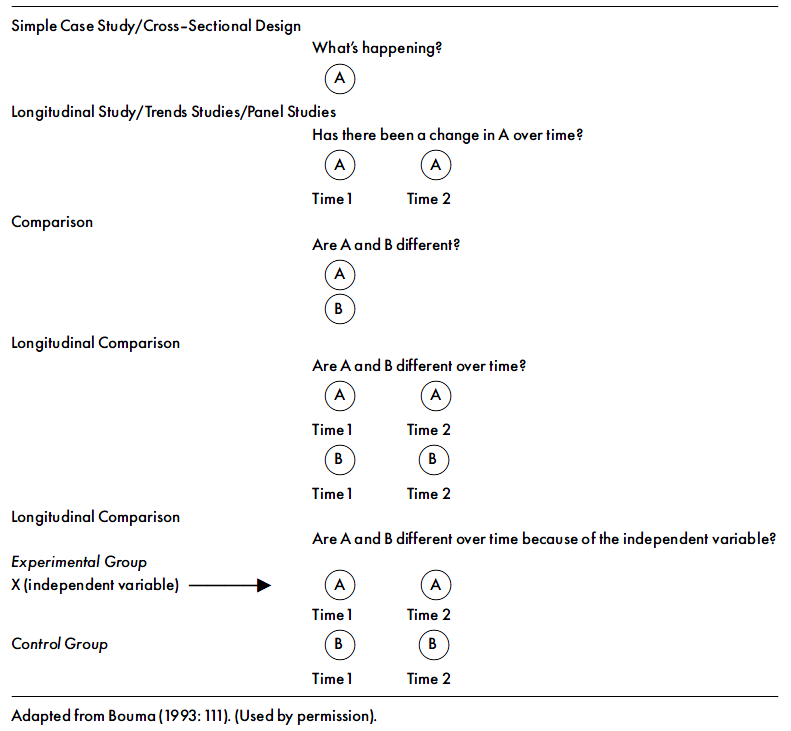 Simple Case Study/Cross–Sectional Design
What's happening?
A
Longitudinal Study/Trends Studies/Panel Studies
Has there been a change in A over time?
A A
Time 1 Time 2
Comparison
Are A and B different?
A
B
Longitudinal Comparison
Are A and B different over time?
A A
Time 1 Time 2
B B
Time 1 Time 2
Longitudinal Comparison
Are A and B different over time because of the independent variable?
Experimental Group
X (independent variable) A A
Time 1 Time 2
Control Group B B
Time 1 Time 2
Adapted from Bouma (1993: 111). (Used by permission).